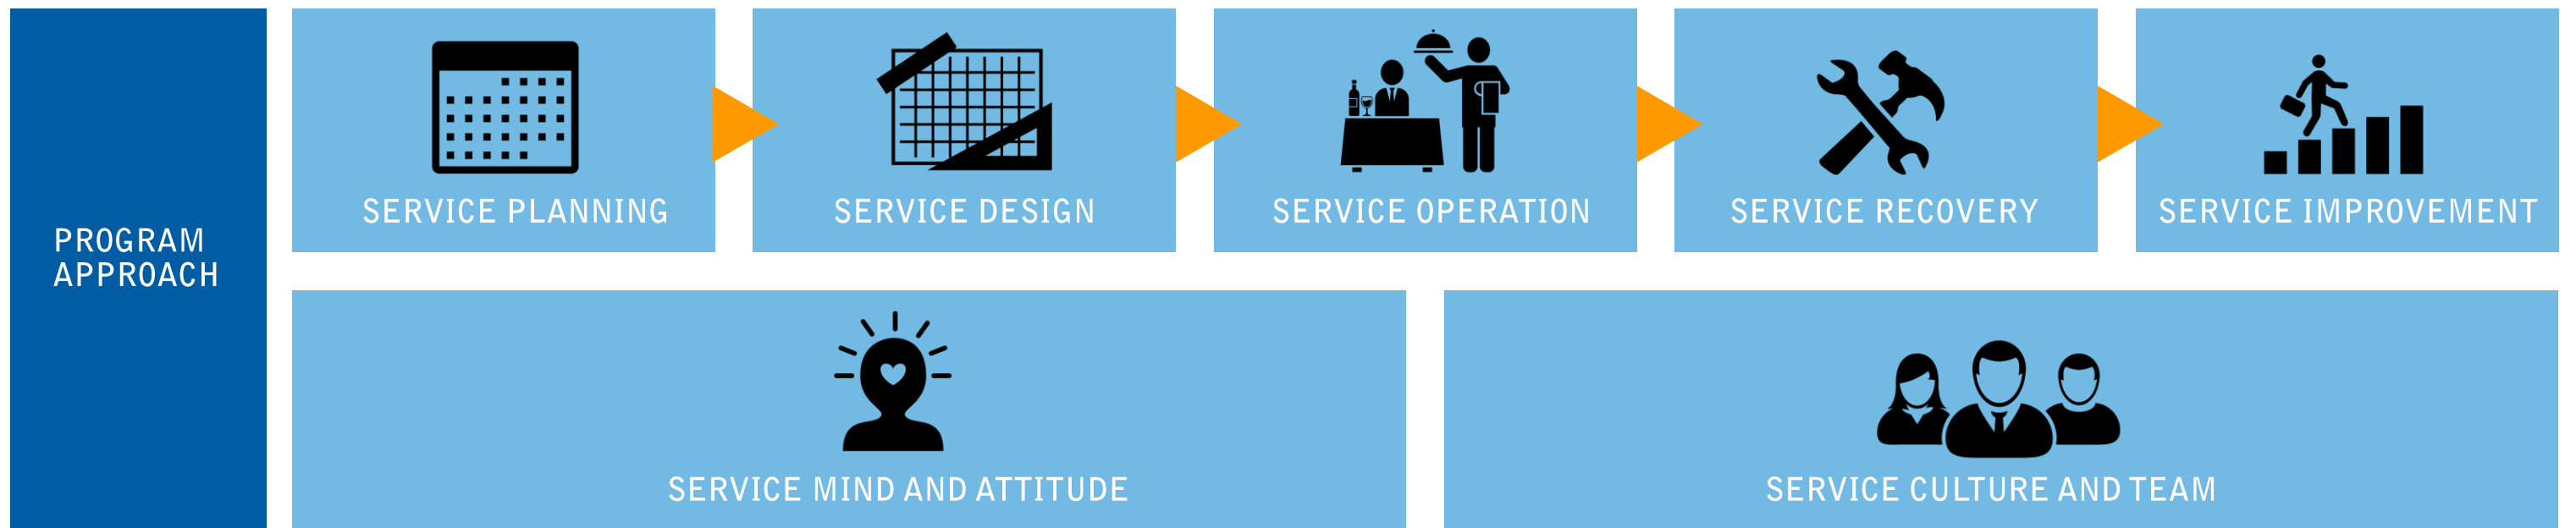 PROGRAM
APPROACH
SERVICE PLANNING
SERVICE DESIGN
SERVICE OPERATION
SERVICE RECOVERY
SERVICE IMPROVEMENT
SERVICE MIND AND ATTITUDE
SERVICE CULTURE AND TEAM